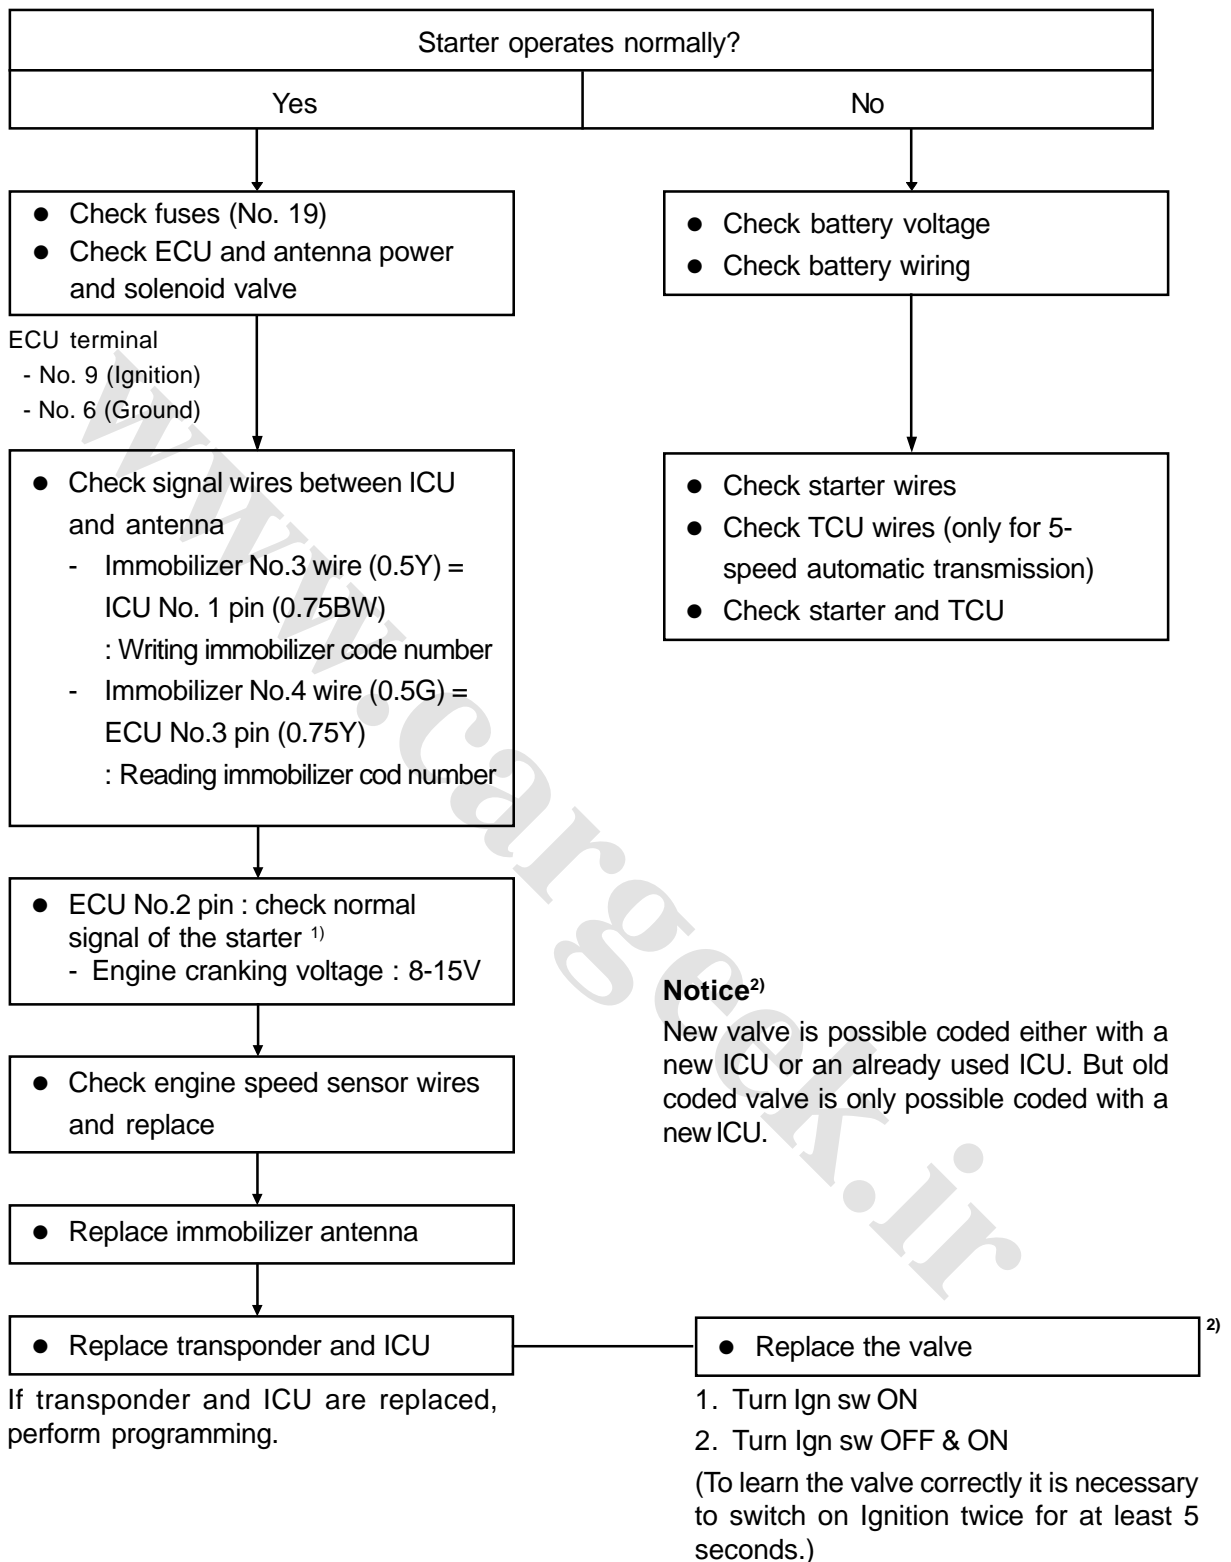 Starter operates normally?
Yes
No
● Check fuses (No. 19)
● Check ECU and antenna power
and solenoid valve
ECU terminal
- No. 9 (Ignition)
- No. 6 (Ground)
● Check signal wires between ICU
and antenna
- Immobilizer No.3 wire (0.5Y) =
ICU No. 1 pin (0.75BW)
: Writing immobilizer code number
- Immobilizer No.4 wire (0.5G) =
ECU No.3 pin (0.75Y)
: Reading immobilizer cod number
● ECU No.2 pin : check normal
signal of the starter 1)
- Engine cranking voltage : 8-15V
● Check engine speed sensor wires
and replace
● Replace immobilizer antenna
● Replace transponder and ICU
If transponder and ICU are replaced,
perform programming.
● Check battery voltage
● Check battery wiring
● Check starter wires
● Check TCU wires (only for 5-
speed automatic transmission)
● Check starter and TCU
Notice2)
New valve is possible coded either with a
new ICU or an already used ICU. But old
coded valve is only possible coded with a
new ICU.
● Replace the valve 2)
1. Turn Ign sw ON
2. Turn Ign sw OFF & ON
(To learn the valve correctly it is necessary
to switch on Ignition twice for at least 5
seconds.)
www.cargeek.ir